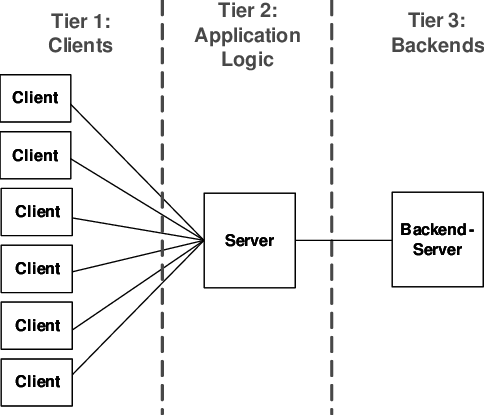 Tier 1:
Clients
Tier 2:
Application
Logic
Tier 3:
Backends
Client
Client
Client
Client
Client
Client
Server
Backend-
Server